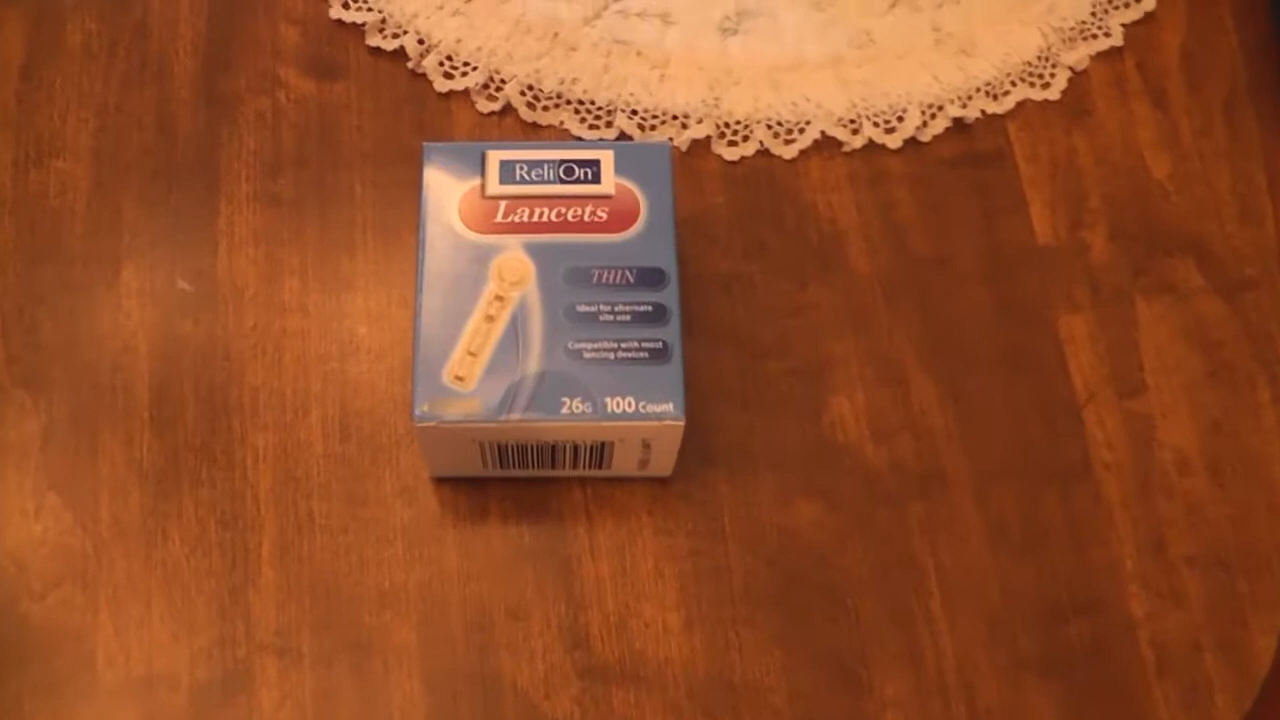 ReliOn
Lancets
THIN
Ideal for alternate
site use
Compatible with most
lancing devices
26G 100 Count